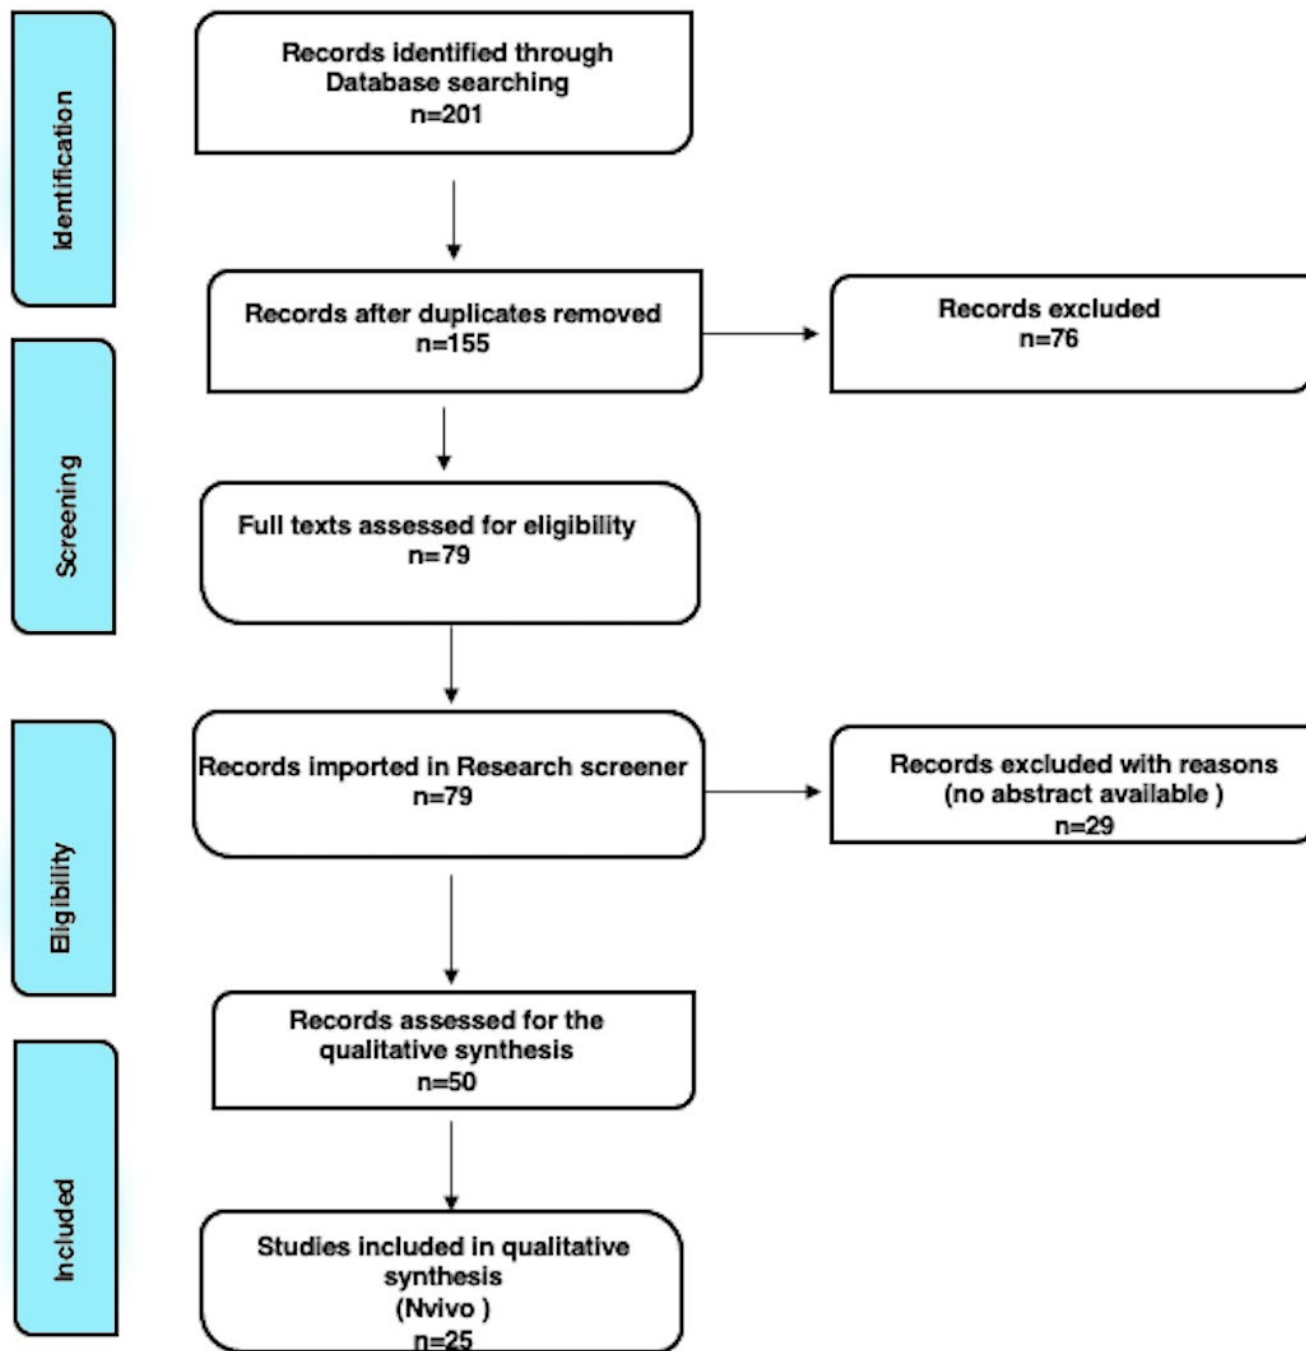 Identification
Records identified through
Database searching
n=201
Records after duplicates removed
n=155
Records excluded
n=76
Screening
Full texts assessed for eligibility
n=79
Eligibility
Records imported in Research screener
n=79
Records excluded with reasons
(no abstract available )
n=29
Records assessed for the
qualitative synthesis
n=50
Included
Studies included in qualitative
synthesis
(Nvivo )
n=25